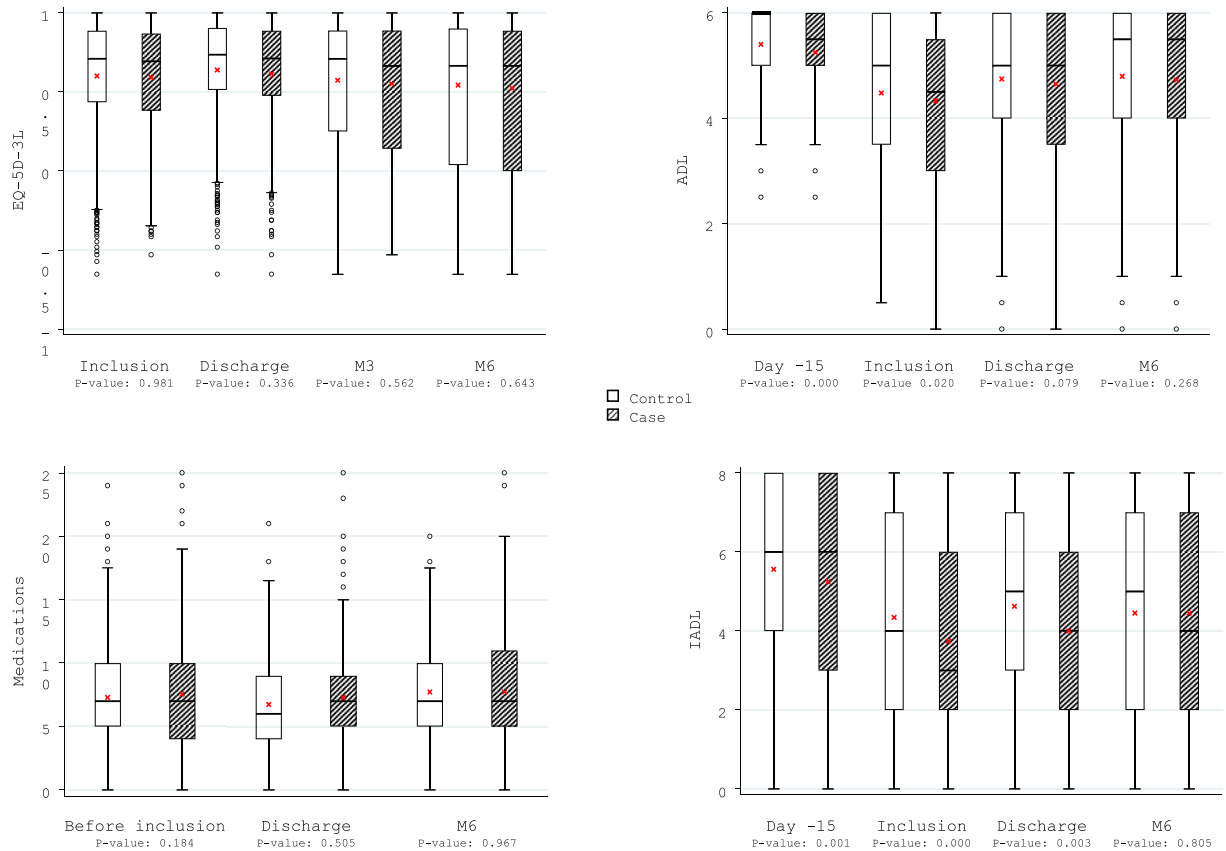 EQ-5D-3L
1
0
.
5
0
-
0
.
5
-
1
Inclusion
Discharge
M3
M6
P-value: 0.981
P-value: 0.336
P-value: 0.562
P-value: 0.643
ADL
6
4
2
0
Day -15
Inclusion
Discharge
M6
P-value: 0.000
P-value: 0.020
P-value: 0.079
P-value: 0.268
Control
Case
Medications
2
5
2
0
1
5
1
0
5
0
Before inclusion
Discharge
M6
P-value: 0.184
P-value: 0.505
P-value: 0.967
IADL
8
6
4
2
0
Day -15
Inclusion
Discharge
M6
P-value: 0.001
P-value: 0.000
P-value: 0.003
P-value: 0.805